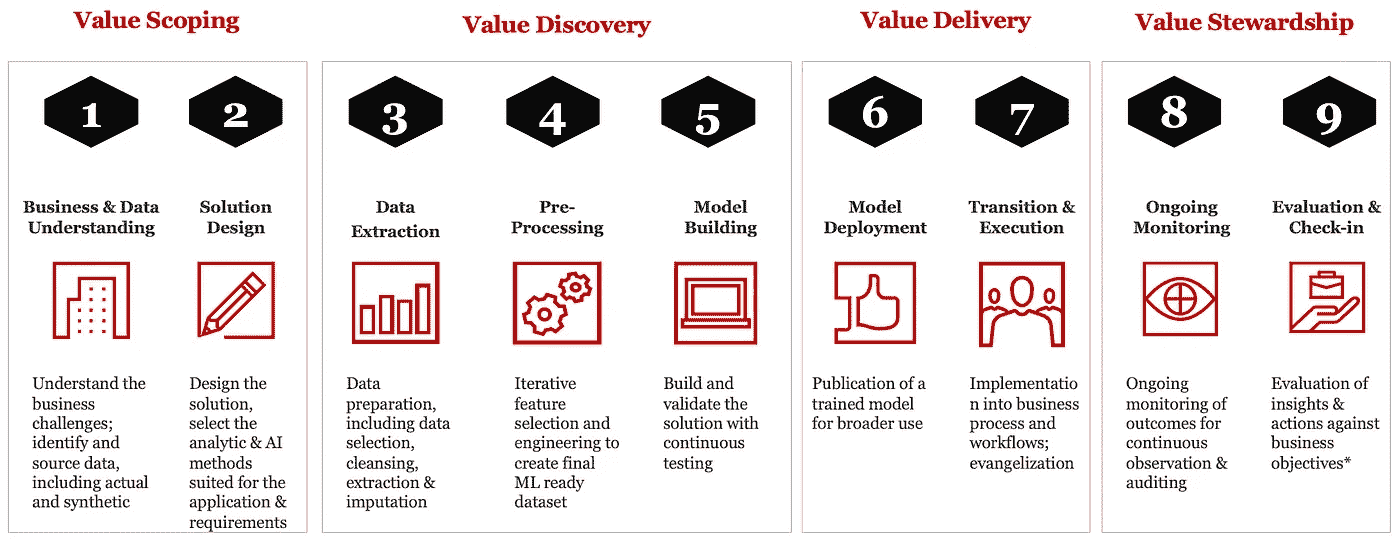 Value Scoping
Value Discovery
Value Delivery
Value Stewardship
1
2
3
4
5
6
7
8
9
Business & Data
Understanding
Solution
Design
Data
Extraction
Pre-
Processing
Model
Building
Model
Deployment
Transition &
Execution
Ongoing
Monitoring
Evaluation &
Check-in
Understand the
business
challenges;
identify and
source data,
including actual
and synthetic
Design the
solution,
select the
analytic & AI
methods
suited for the
application &
requirements
Data
preparation,
including data
selection,
cleansing,
extraction &
imputation
Iterative
feature
selection and
engineering to
create final
ML ready
dataset
Build and
validate the
solution with
continuous
testing
Publication of a
trained model
for broader use
Implementatio
n into business
process and
workflows;
evangelization
Ongoing
monitoring of
outcomes for
continuous
observation &
auditing
Evaluation of
insights &
actions against
business
objectives*